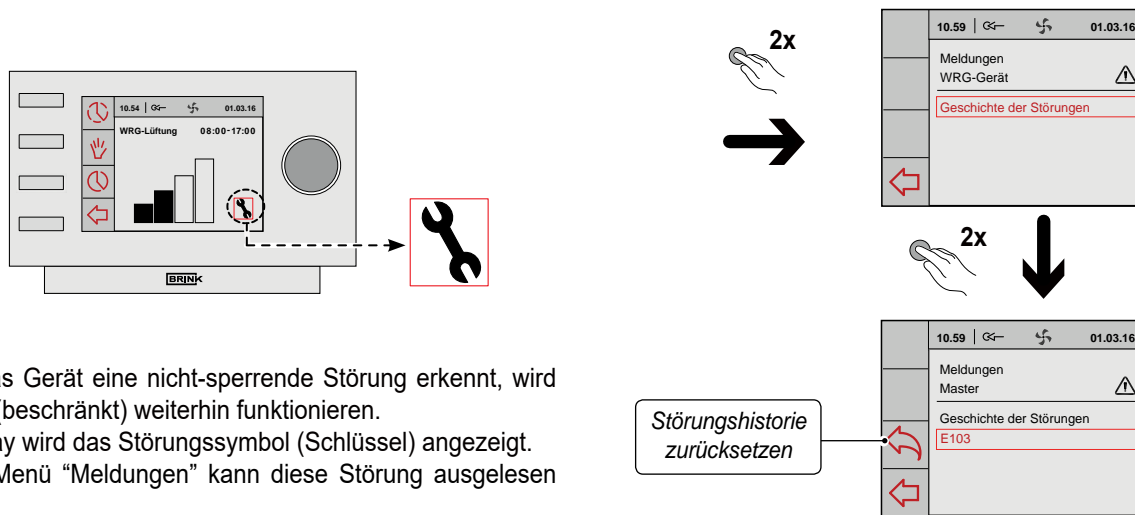 10.54
01.03.16
WRG-Lüftung 08:00-17:00
BRINK
as Gerät eine nicht-sperrende Störung erkennt, wird
(beschränkt) weiterhin funktionieren.
ay wird das Störungssymbol (Schlüssel) angezeigt.
Menü “Meldungen” kann diese Störung ausgelesen
2x
10.59
01.03.16
Meldungen
WRG-Gerät
Geschichte der Störungen
2x
10.59
01.03.16
Meldungen
Master
Geschichte der Störungen
E103
Störungshistorie
zurücksetzen